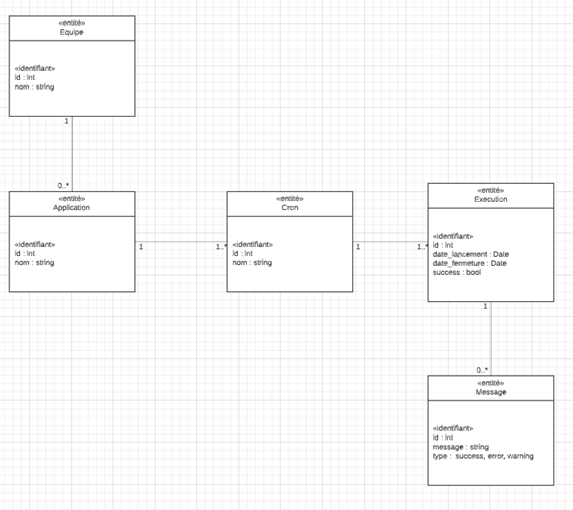 «entité»
Equipe
«identifiant»
id : int
nom : string
1
0..*
«entité»
Application
«identifiant»
id : int
nom : string
1
1..*
«entité»
Cron
«identifiant»
id : int
nom : string
1
1..*
«entité»
Execution
«identifiant»
id : int
date_lancement : Date
date_fermeture : Date
success : bool
1
0..*
«entité»
Message
«identifiant»
id : int
message : string
type : success, error, warning